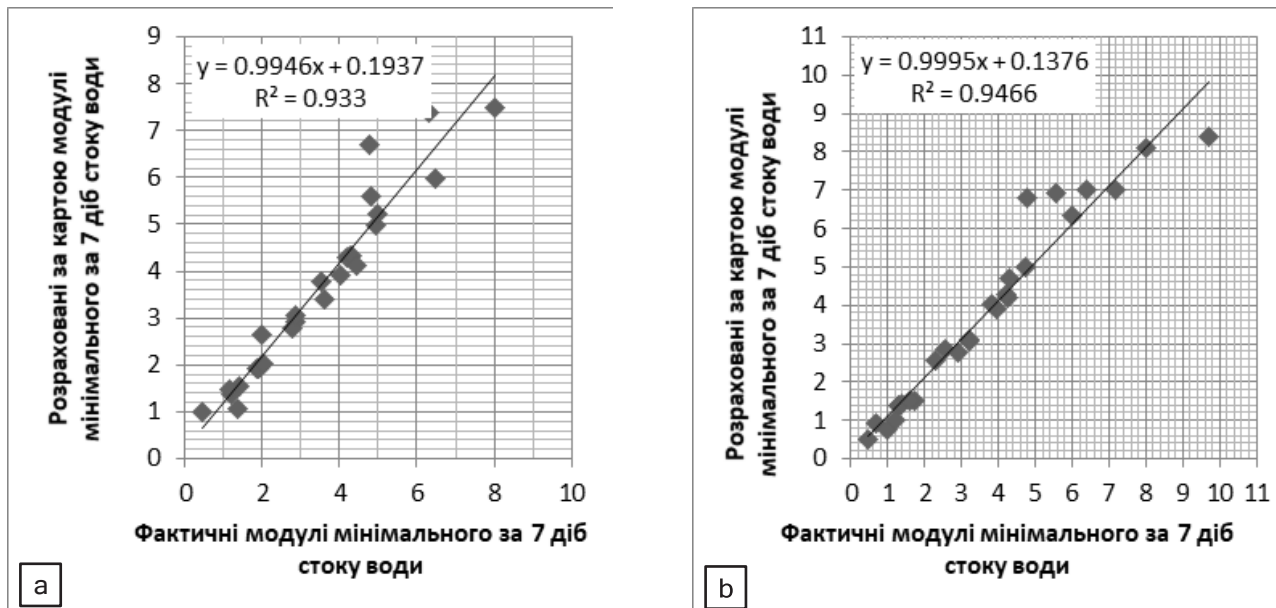 Розраховані за картою модулі
мінімального за 7 діб стоку води
9
8
7
6
5
4
3
2
1
0
y = 0.9946x + 0.1937
R² = 0.933
0 2 4 6 8 10
Фактичні модулі мінімального за 7 діб
стоку води
a
Розраховані за картою модулі
мінімального за 7 діб стоку води
11
10
9
8
7
6
5
4
3
2
1
0
y = 0.9995x + 0.1376
R² = 0.9466
0 1 2 3 4 5 6 7 8 9 10 11
Фактичні модулі мінімального за 7 діб
стоку води
b